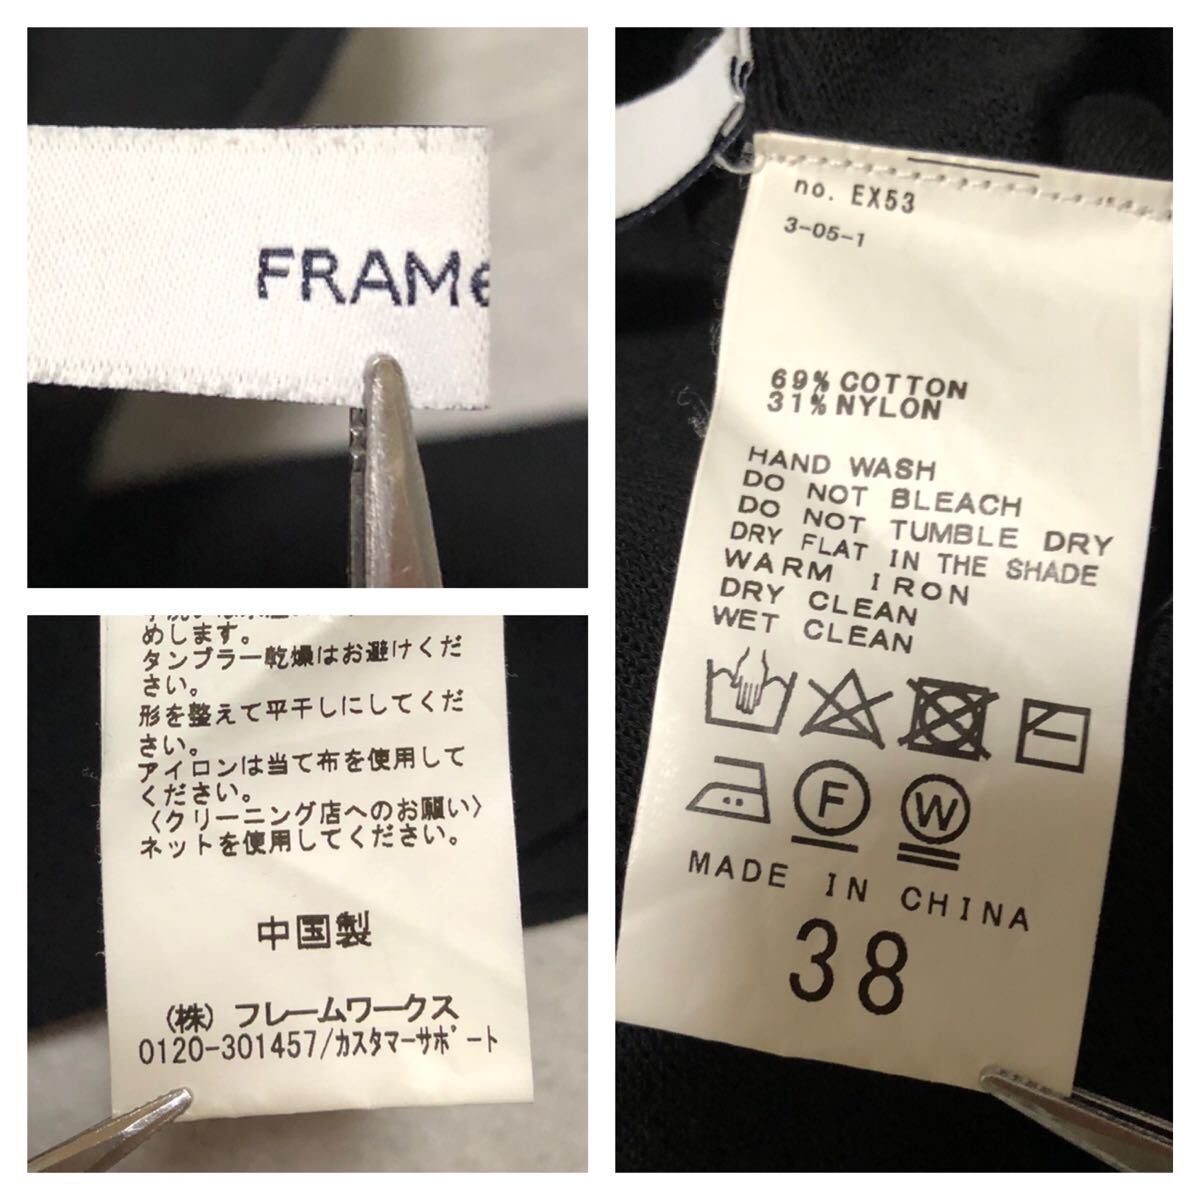 FRAMe
めします。
タンブラー乾燥はお避けくだ
さい。
形を整えて平干しにしてくだ
さい。
アイロンは当て布を使用して
ください。
〈クリーニング店へのお願い〉
ネットを使用してください。
中国製
(株) フレームワークス
0120-301457/カスタマーサポート
no. EX53
3-05-1
69% COTTON
31% NYLON
HAND WASH
DO NOT BLEACH
DO NOT TUMBLE DRY
DRY FLAT IN THE SHADE
WARM IRON
DRY CLEAN
WET CLEAN
F W
MADE IN CHINA
38